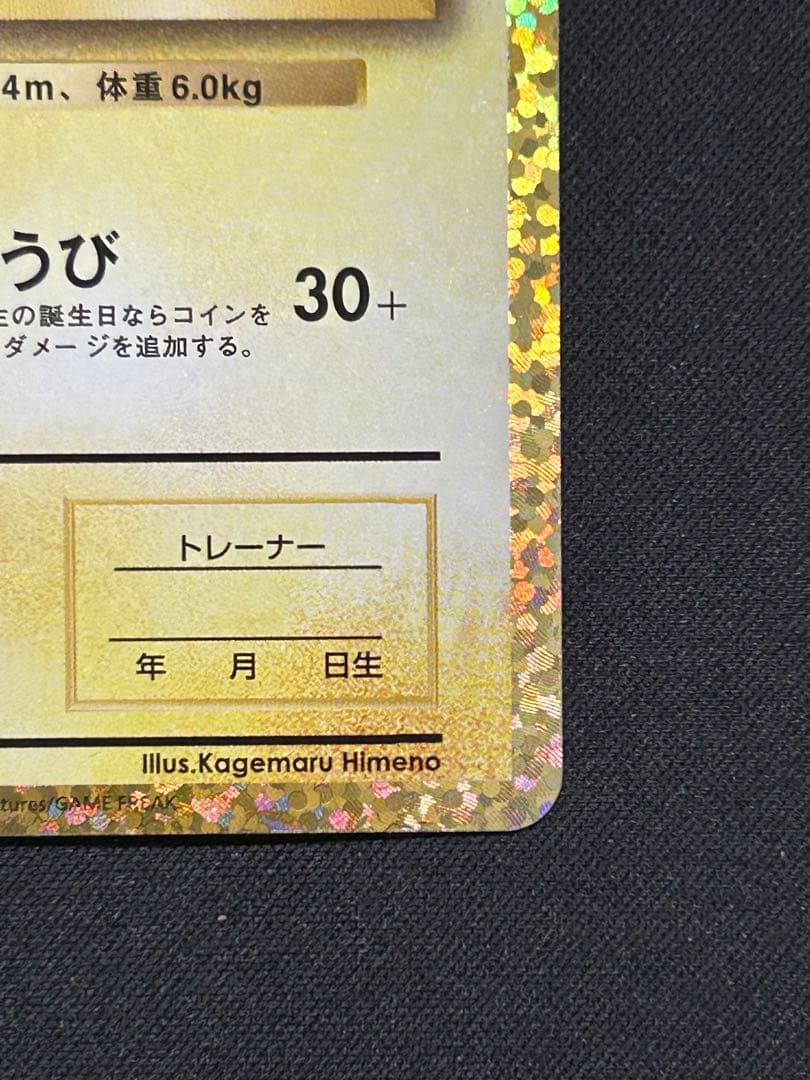 4m、体重6.0kg
うび
30+
生の誕生日ならコインを
ダメージを追加する。
トレーナー
年 月 日生
Illus.Kagemaru Himeno
tures/GAME FREAK